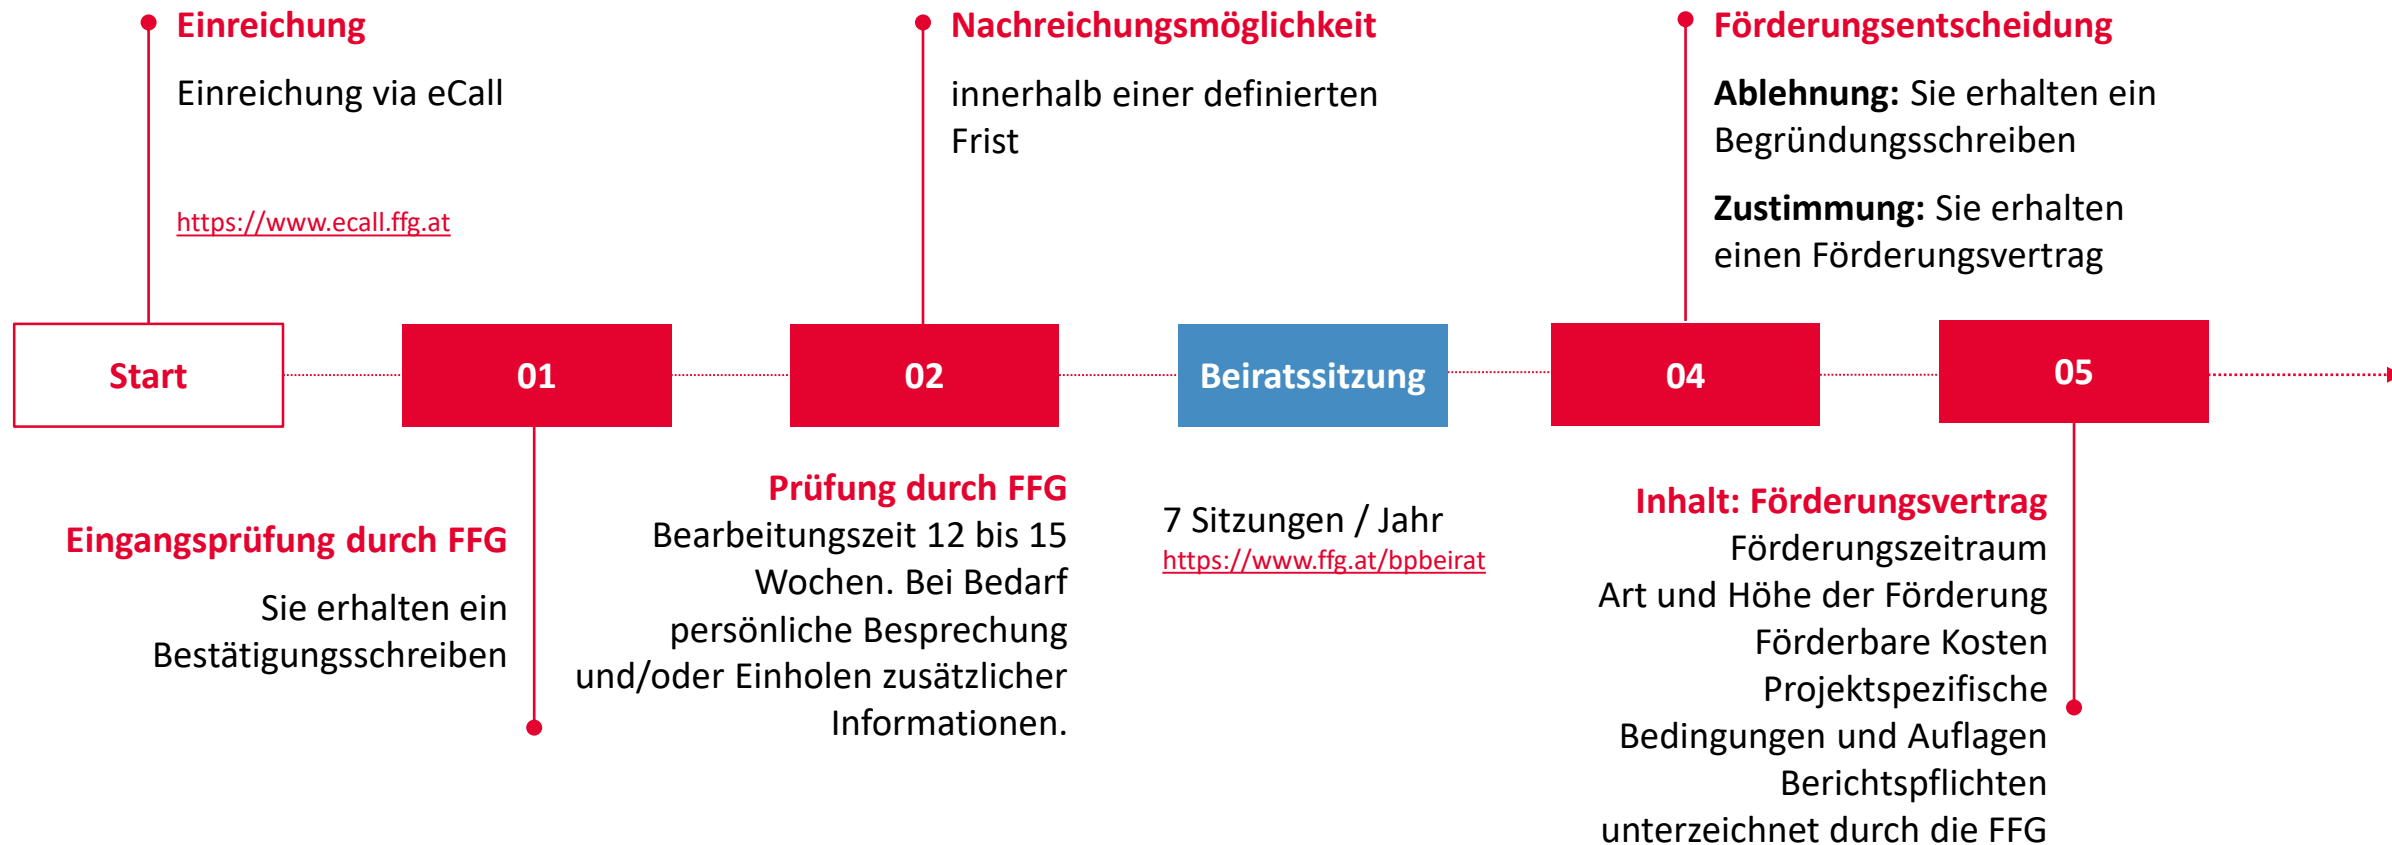 Einreichung
Einreichung via eCall
https://www.ecall.ffg.at
Nachreichungsmöglichkeit
innerhalb einer definierten
Frist
Förderungsentscheidung
Ablehnung: Sie erhalten ein
Begründungsschreiben
Zustimmung: Sie erhalten
einen Förderungsvertrag
Start
01
02
Beiratssitzung
04
05
Eingangsprüfung durch FFG
Sie erhalten ein
Bestätigungsschreiben
Prüfung durch FFG
Bearbeitungszeit 12 bis 15
Wochen. Bei Bedarf
persönliche Besprechung
und/oder Einholen zusätzlicher
Informationen.
7 Sitzungen / Jahr
https://www.ffg.at/bpbeirat
Inhalt: Förderungsvertrag
Förderungszeitraum
Art und Höhe der Förderung
Förderbare Kosten
Projektspezifische
Bedingungen und Auflagen
Berichtspflichten
unterzeichnet durch die FFG